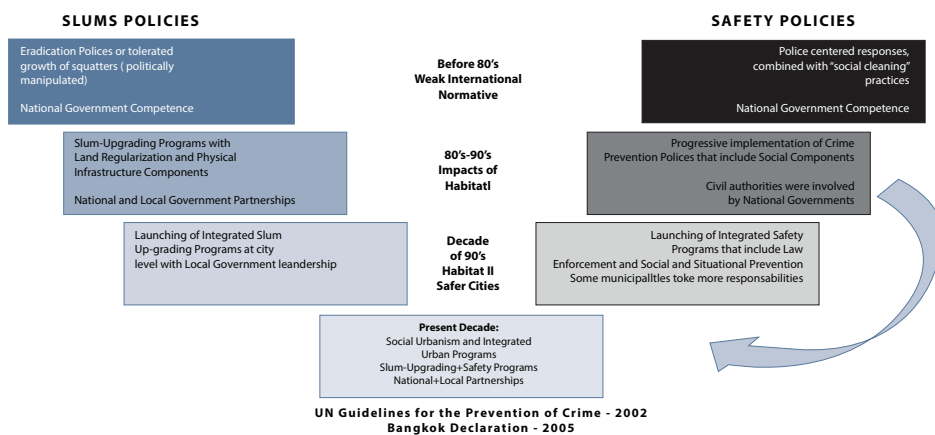 SLUMS POLICIES
SAFETY POLICIES
Eradication Polices or tolerated
growth of squatters ( politically
manipulated)
National Government Competence
Before 80's
Weak International
Normative
Police centered responses,
combined with "social cleaning"
practices
National Government Competence
Slum-Upgrading Programs with
Land Regularization and Physical
Infrastructure Components
National and Local Government Partnerships
80's-90's
Impacts of
HabitatI
Progressive implementation of Crime
Prevention Polices that include Social Components
Civil authorities were involved
by National Governments
Launching of Integrated Slum
Up-grading Programs at city
level with Local Government leandership
Decade
of 90's
Habitat II
Safer Cities
Launching of Integrated Safety
Programs that include Law
Enforcement and Social and Situational Prevention
Some municipalltles toke more responsabilities
Present Decade:
Social Urbanism and Integrated
Urban Programs
Slum-Upgrading+Safety Programs
National+Local Partnerships
UN Guidelines for the Prevention of Crime - 2002
Bangkok Declaration - 2005